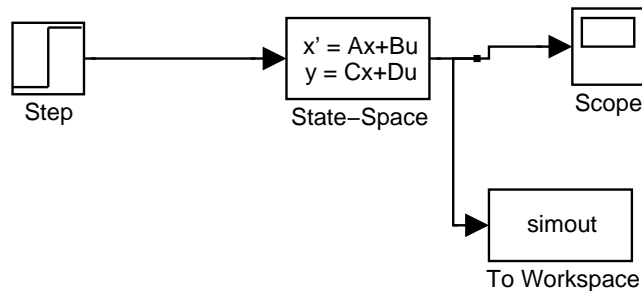 x' = Ax+Bu
y = Cx+Du
Step
State−Space
Scope
simout
To Workspace